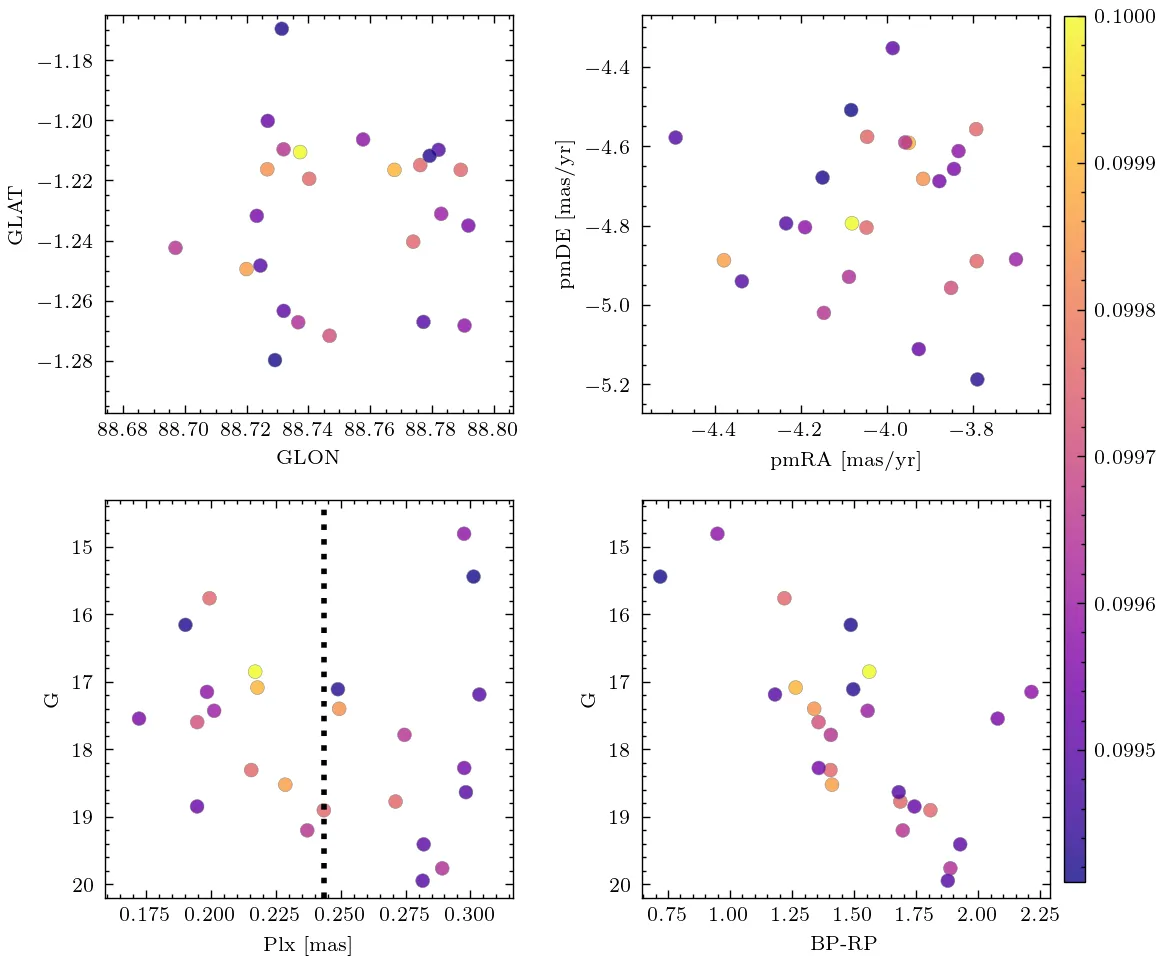 −1.18
−1.20
−1.22
−1.24
−1.26
−1.28
GLAT
88.68 88.70 88.72 88.74 88.76 88.78 88.80
GLON
−4.4
−4.6
−4.8
−5.0
−5.2
pmDE [mas/yr]
−4.4 −4.2 −4.0 −3.8
pmRA [mas/yr]
15
16
17
18
19
20
G
0.175 0.200 0.225 0.250 0.275 0.300
Plx [mas]
15
16
17
18
19
20
G
0.75 1.00 1.25 1.50 1.75 2.00 2.25
BP-RP
0.1000
0.0999
0.0998
0.0997
0.0996
0.0995